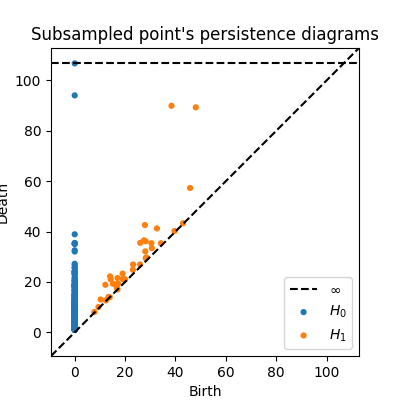 Subsampled point's persistence diagrams
Death
100
80
60
40
20
0
∞
H₀
H₁
0 20 40 60 80 100
Birth